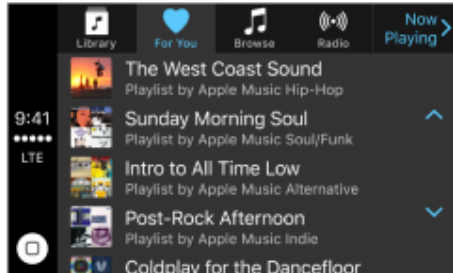 Library
For You
Browse
Radio
Now Playing
The West Coast Sound
Playlist by Apple Music Hip-Hop
9:41
LTE
Sunday Morning Soul
Playlist by Apple Music Soul/Funk
Intro to All Time Low
Playlist by Apple Music Alternative
Post-Rock Afternoon
Playlist by Apple Music Indie
Coldplay for the Dancefloor